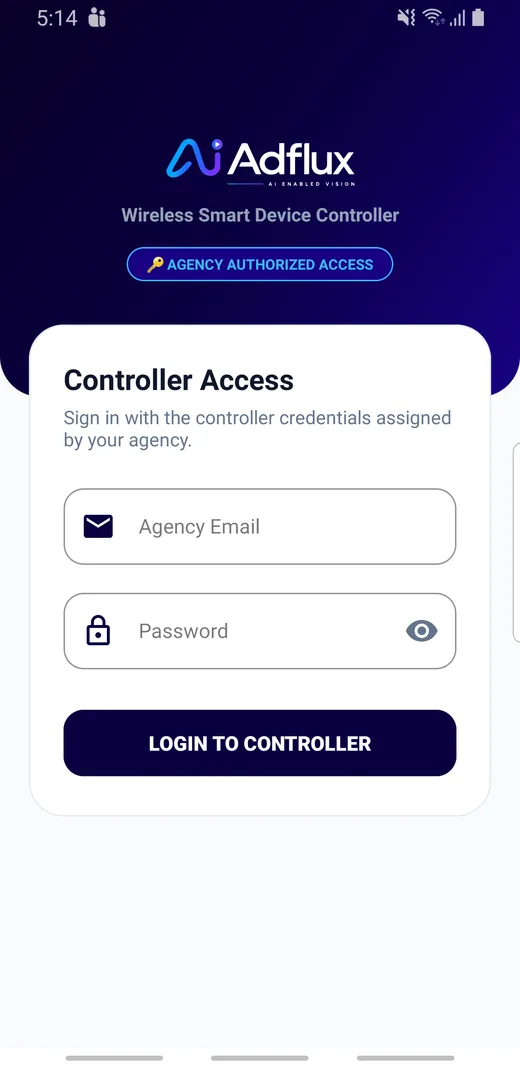 5:14
Adflux
AI ENABLED VISION
Wireless Smart Device Controller
AGENCY AUTHORIZED ACCESS
Controller Access
Sign in with the controller credentials assigned
by your agency.
Agency Email
Password
LOGIN TO CONTROLLER